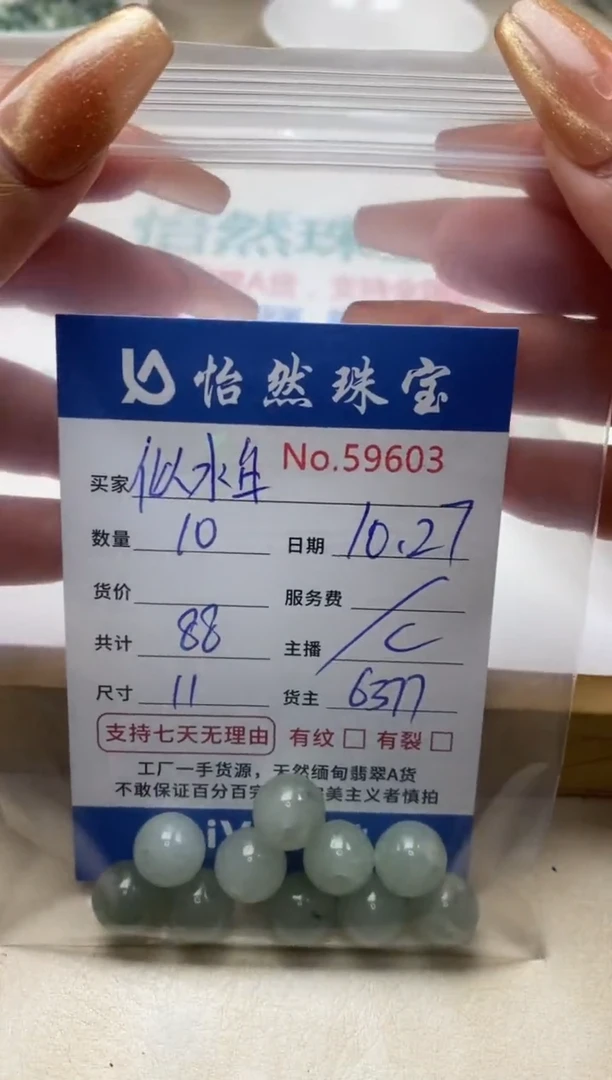 怡然珠宝
No.59603
买家 似水年
数量 10 日期 10.27
货价 服务费 /
共计 88 主播 C
尺寸 11 货主 6377
支持七天无理由 有纹 □ 有裂 □
工厂一手货源，天然缅甸翡翠A货
不敢保证百分百完美主义者慎拍